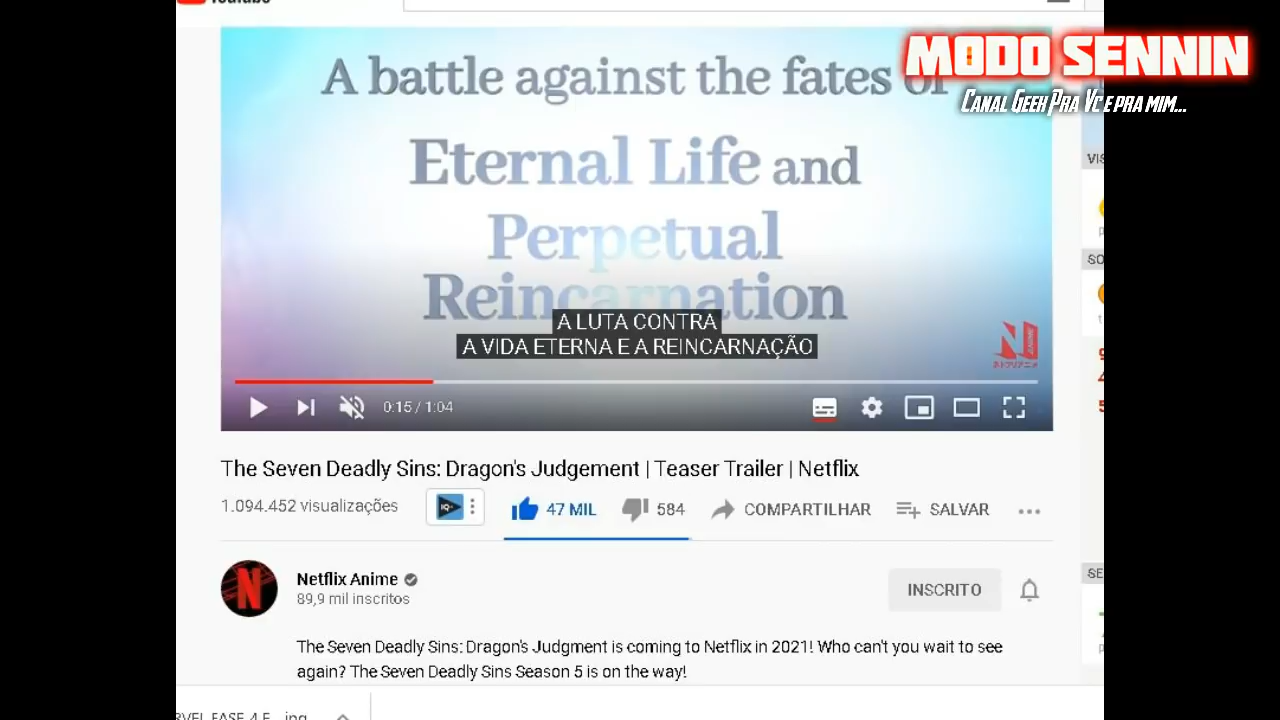 YouTube
MODO SENNIN
Canal Geek Pra Vc e pra mim...
A battle against the fates of
Eternal Life and
Perpetual
Reincarnation
A LUTA CONTRA
A VIDA ETERNA E A REINCARNAÇÃO
0:15 / 1:04
The Seven Deadly Sins: Dragon's Judgement | Teaser Trailer | Netflix
1.094.452 visualizações
47 MIL
584
COMPARTILHAR
SALVAR
N
Netflix Anime
89,9 mil inscritos
INSCRITO
The Seven Deadly Sins: Dragon's Judgment is coming to Netflix in 2021! Who can't you wait to see
again? The Seven Deadly Sins Season 5 is on the way!